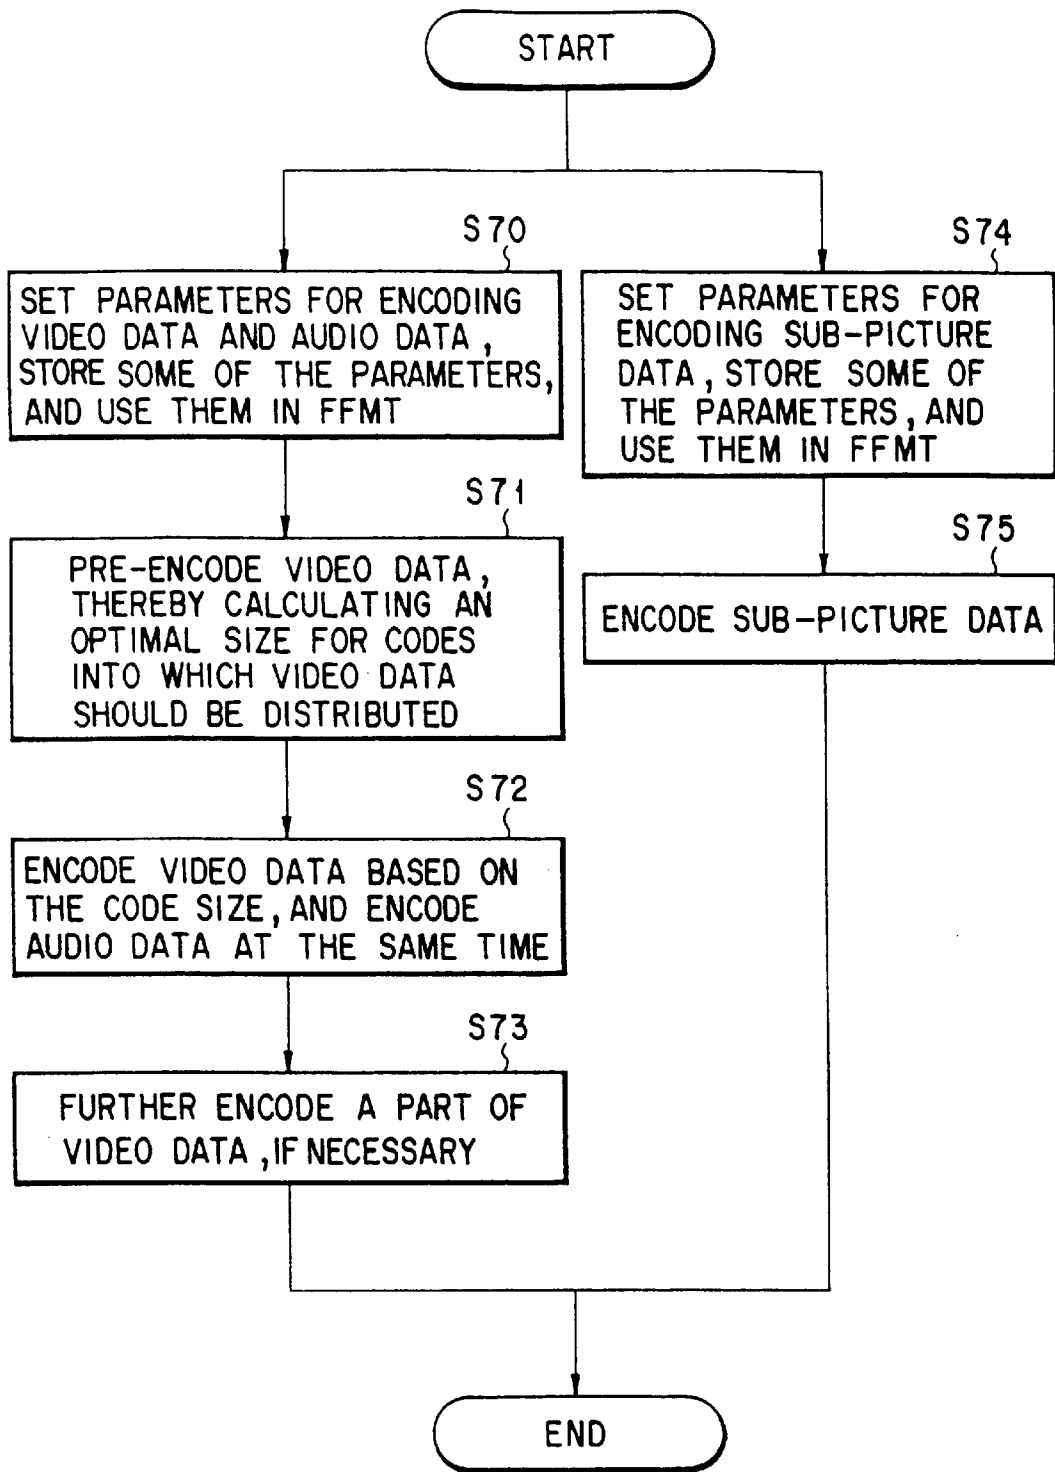 START
S70
SET PARAMETERS FOR ENCODING
VIDEO DATA AND AUDIO DATA,
STORE SOME OF THE PARAMETERS,
AND USE THEM IN FFMT
S71
PRE-ENCODE VIDEO DATA,
THEREBY CALCULATING AN
OPTIMAL SIZE FOR CODES
INTO WHICH VIDEO DATA
SHOULD BE DISTRIBUTED
S72
ENCODE VIDEO DATA BASED ON
THE CODE SIZE, AND ENCODE
AUDIO DATA AT THE SAME TIME
S73
FURTHER ENCODE A PART OF
VIDEO DATA, IF NECESSARY
S74
SET PARAMETERS FOR
ENCODING SUB-PICTURE
DATA, STORE SOME OF
THE PARAMETERS, AND
USE THEM IN FFMT
S75
ENCODE SUB-PICTURE DATA
END